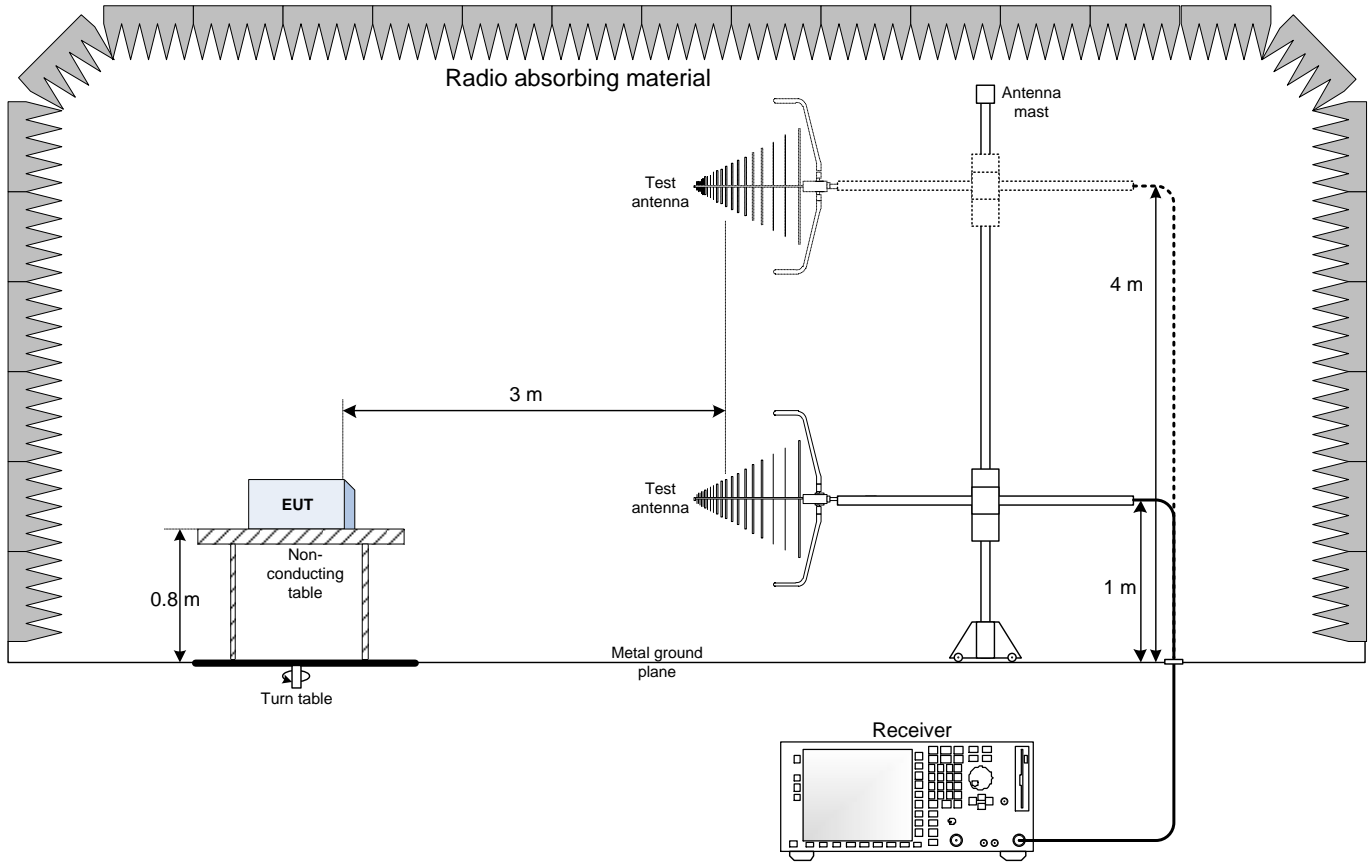 Radio absorbing material
Antenna
mast
Test
antenna
4 m
3 m
EUT
Test
antenna
Non-
conducting
table
0.8 m
1 m
Metal ground
plane
Turn table
Receiver